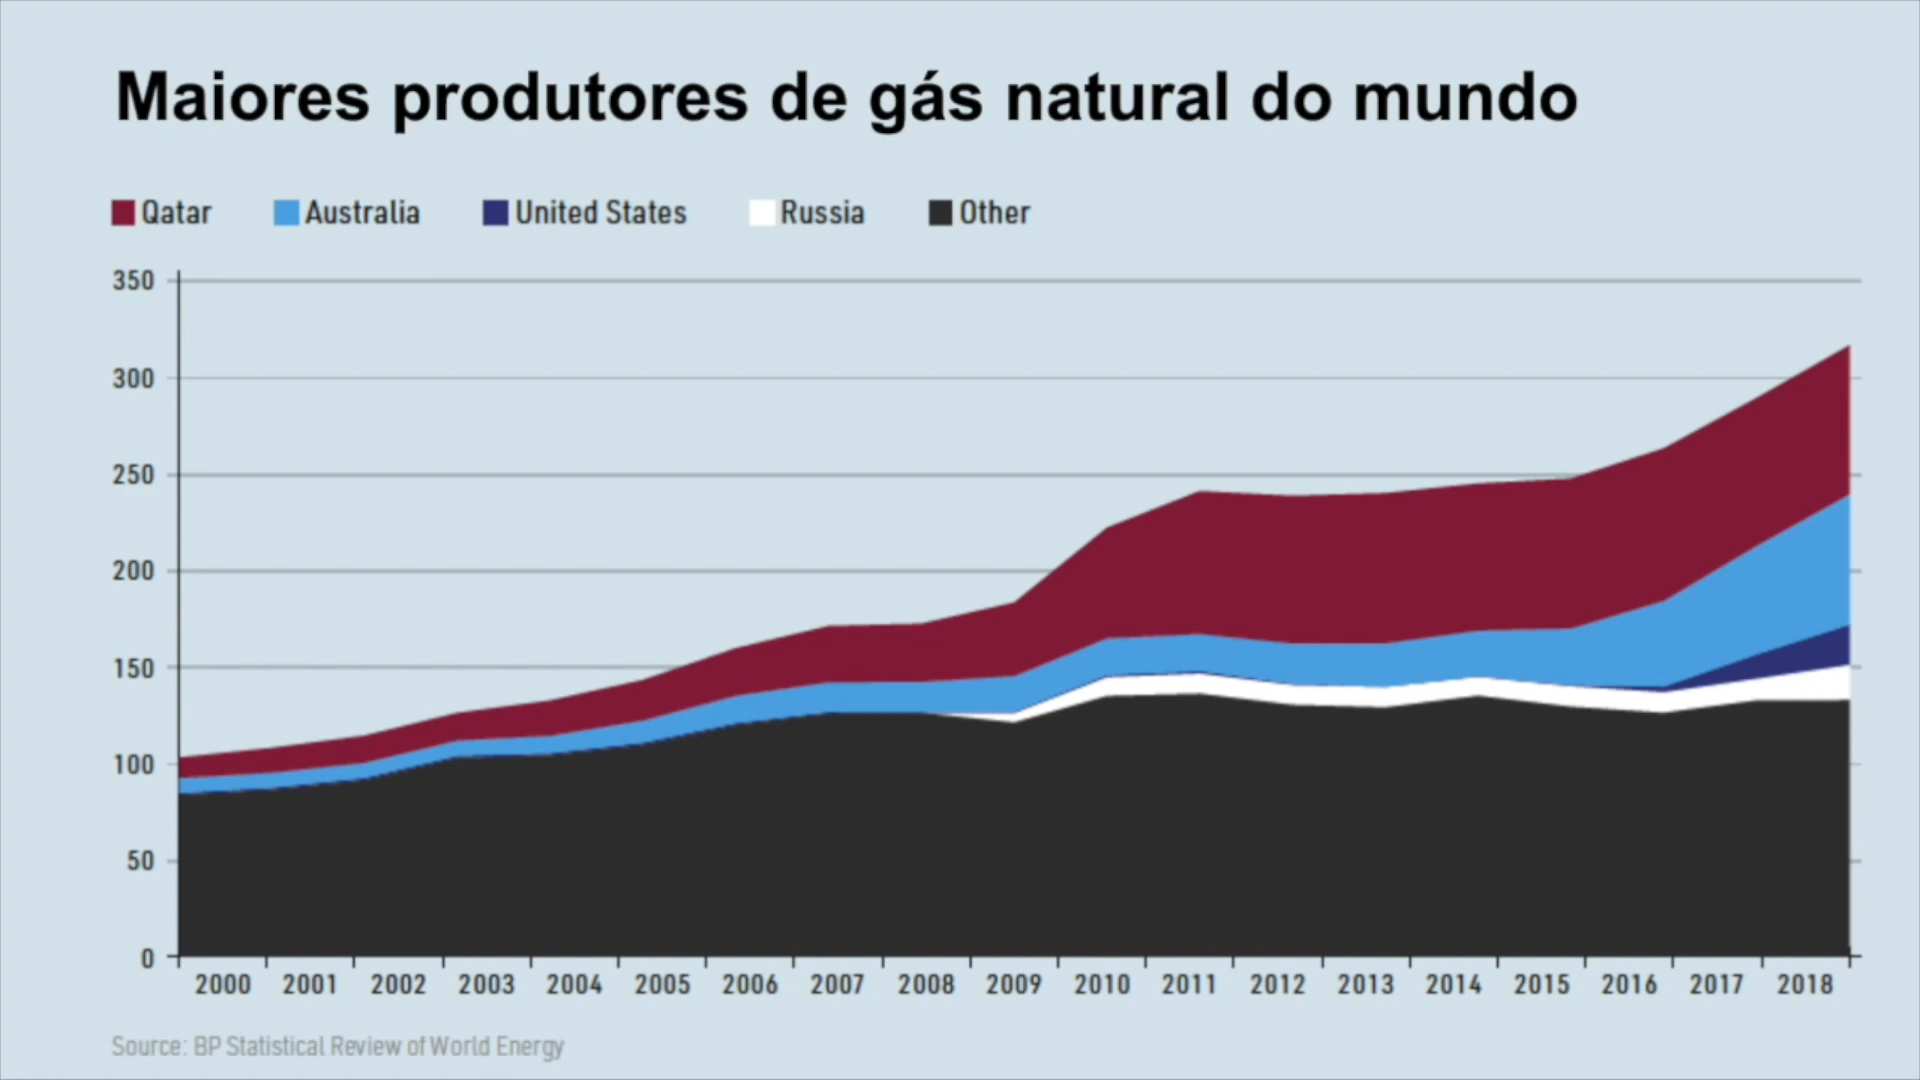 Maiores produtores de gás natural do mundo
Qatar Australia United States Russia Other
350
300
250
200
150
100
50
0
2000 2001 2002 2003 2004 2005 2006 2007 2008 2009 2010 2011 2012 2013 2014 2015 2016 2017 2018
Source: BP Statistical Review of World Energy